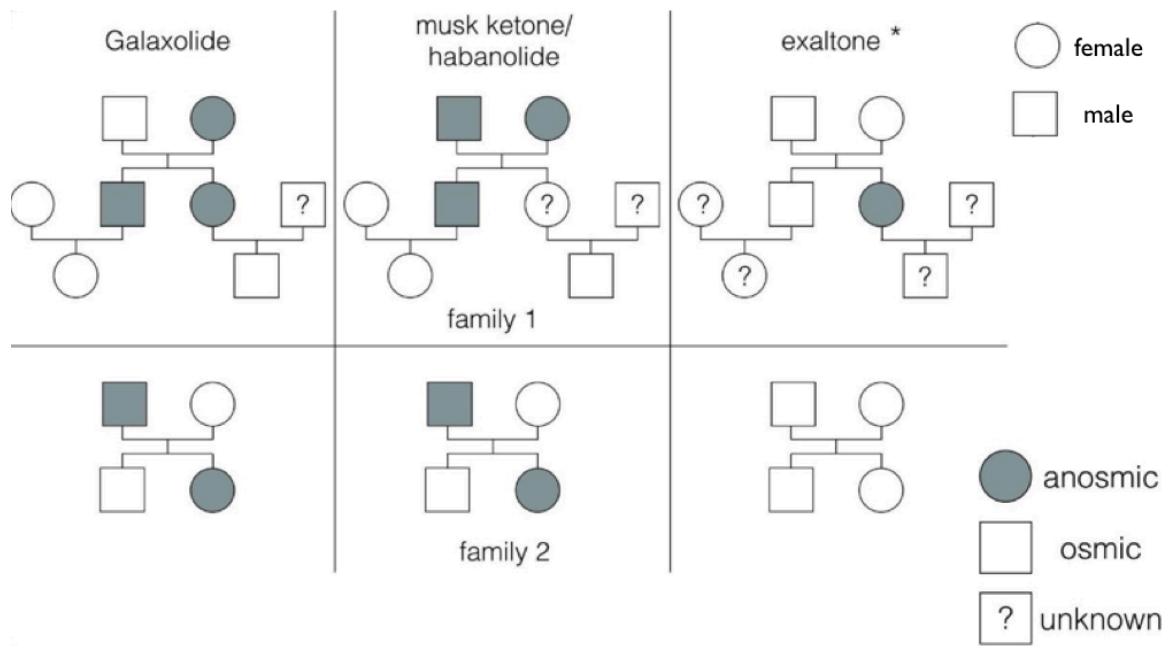 Galaxolide
musk ketone/
habanolide
exaltone *
female
male
?
?
?
?
?
?
?
family 1
family 2
anosmic
osmic
? unknown